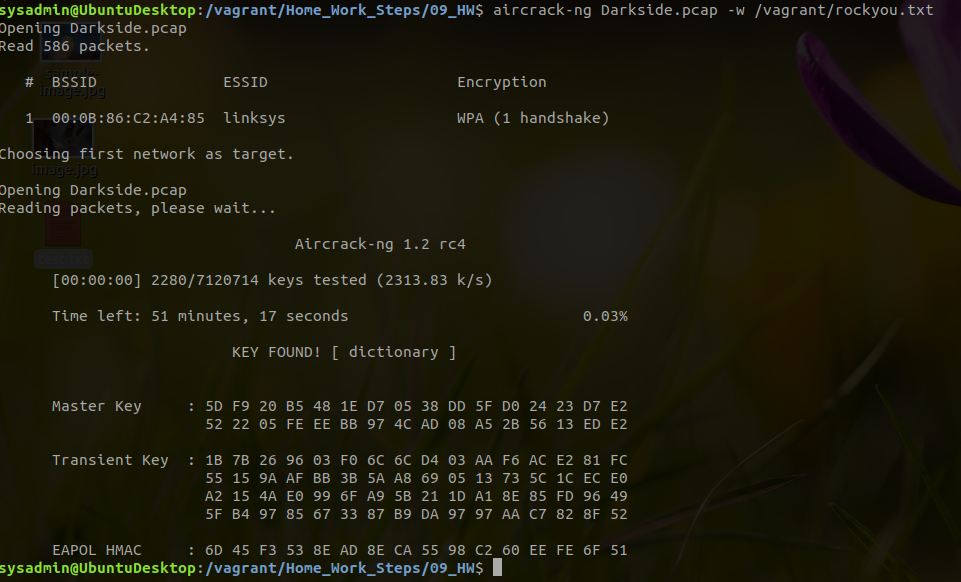 sysadmin@UbuntuDesktop:/vagrant/Home_Work_Steps/09_HW$ aircrack-ng Darkside.pcap -w /vagrant/rockyou.txt
Opening Darkside.pcap
Read 586 packets.
# BSSID ESSID Encryption
image.jpg
1 00:0B:86:C2:A4:85 linksys WPA (1 handshake)
Choosing first network as target.
image.jpg
Opening Darkside.pcap
Reading packets, please wait...
Aircrack-ng 1.2 rc4
[00:00:00] 2280/7120714 keys tested (2313.83 k/s)
Time left: 51 minutes, 17 seconds 0.03%
KEY FOUND! [ dictionary ]
Master Key : 5D F9 20 B5 48 1E D7 05 38 DD 5F D0 24 23 D7 E2
52 22 05 FE EE BB 97 4C AD 08 A5 2B 56 13 ED E2
Transient Key : 1B 7B 26 96 03 F0 6C 6C D4 03 AA F6 AC E2 81 FC
55 15 9A AF BB 3B 5A A8 69 05 13 73 5C 1C EC E0
A2 15 4A E0 99 6F A9 5B 21 1D A1 8E 85 FD 96 49
5F B4 97 85 67 33 87 B9 DA 97 97 AA C7 82 8F 52
EAPOL HMAC : 6D 45 F3 53 8E AD 8E CA 55 98 C2 60 EE FE 6F 51
sysadmin@UbuntuDesktop:/vagrant/Home_Work_Steps/09_HW$